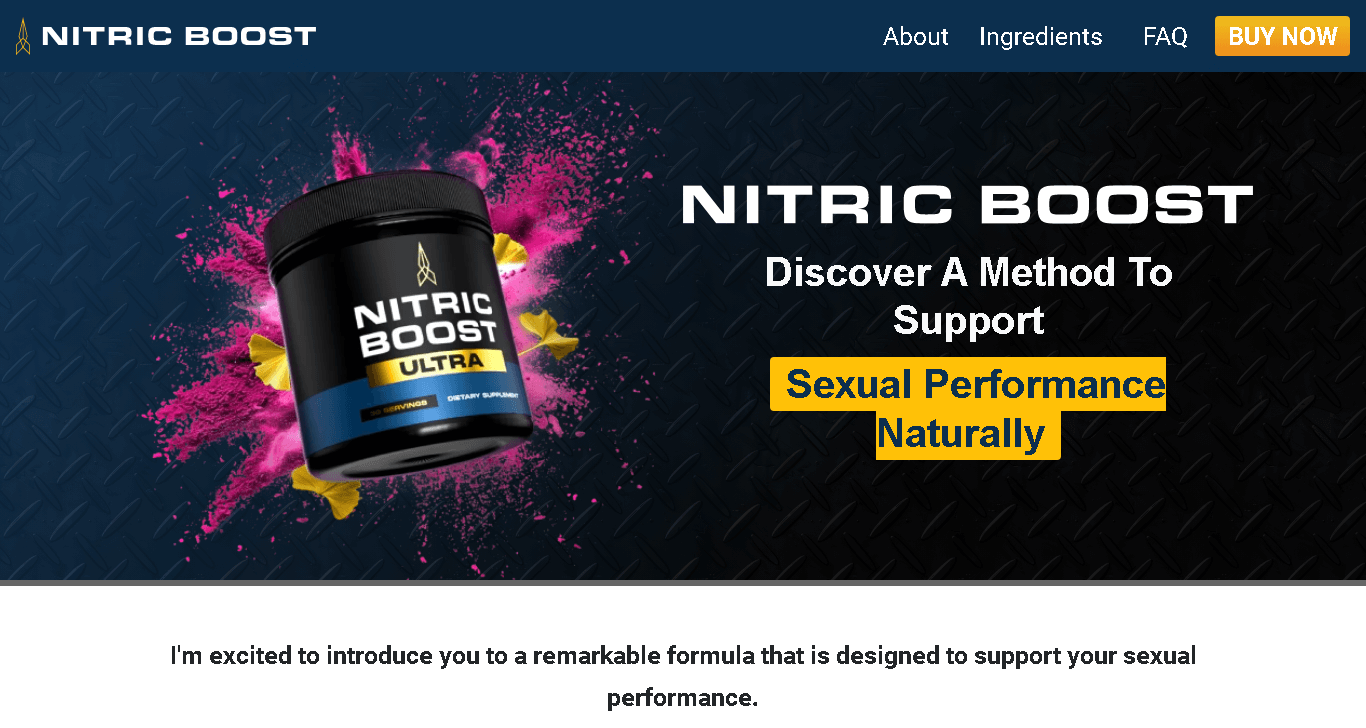 NITRIC BOOST
About
Ingredients
FAQ
BUY NOW
NITRIC
BOOST
ULTRA
30 SERVINGS
DIETARY SUPPLEMENT
NITRIC BOOST
Discover A Method To
Support
Sexual Performance
Naturally
I'm excited to introduce you to a remarkable formula that is designed to support your sexual
performance.